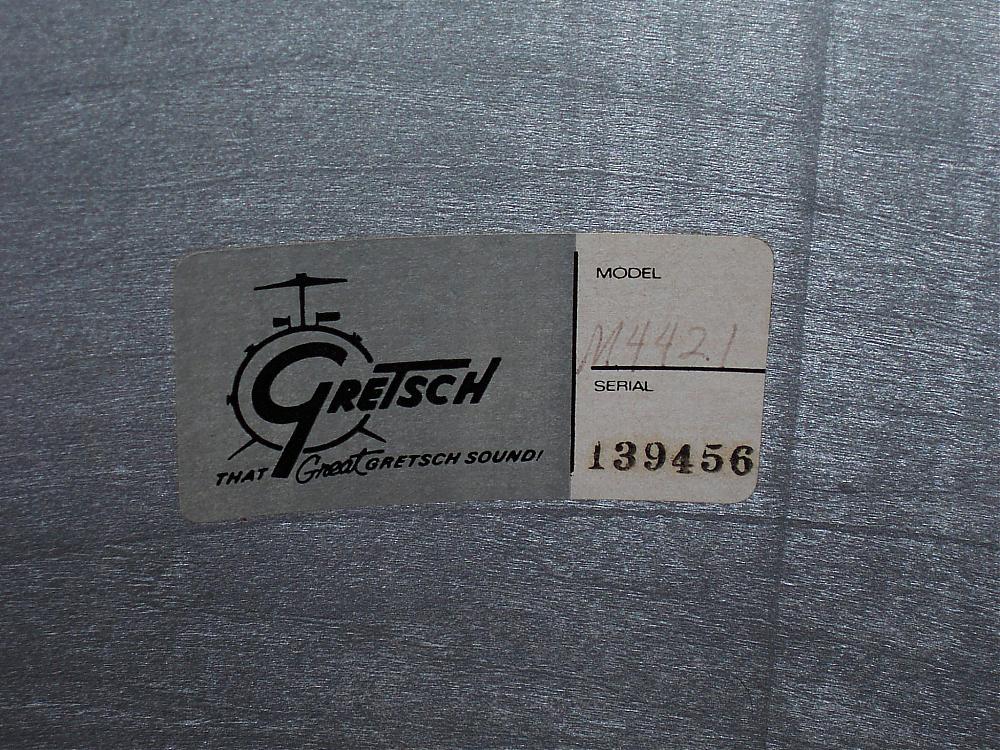 GRETSCH
THAT Great GRETSCH SOUND!
MODEL
M4421
SERIAL
139456